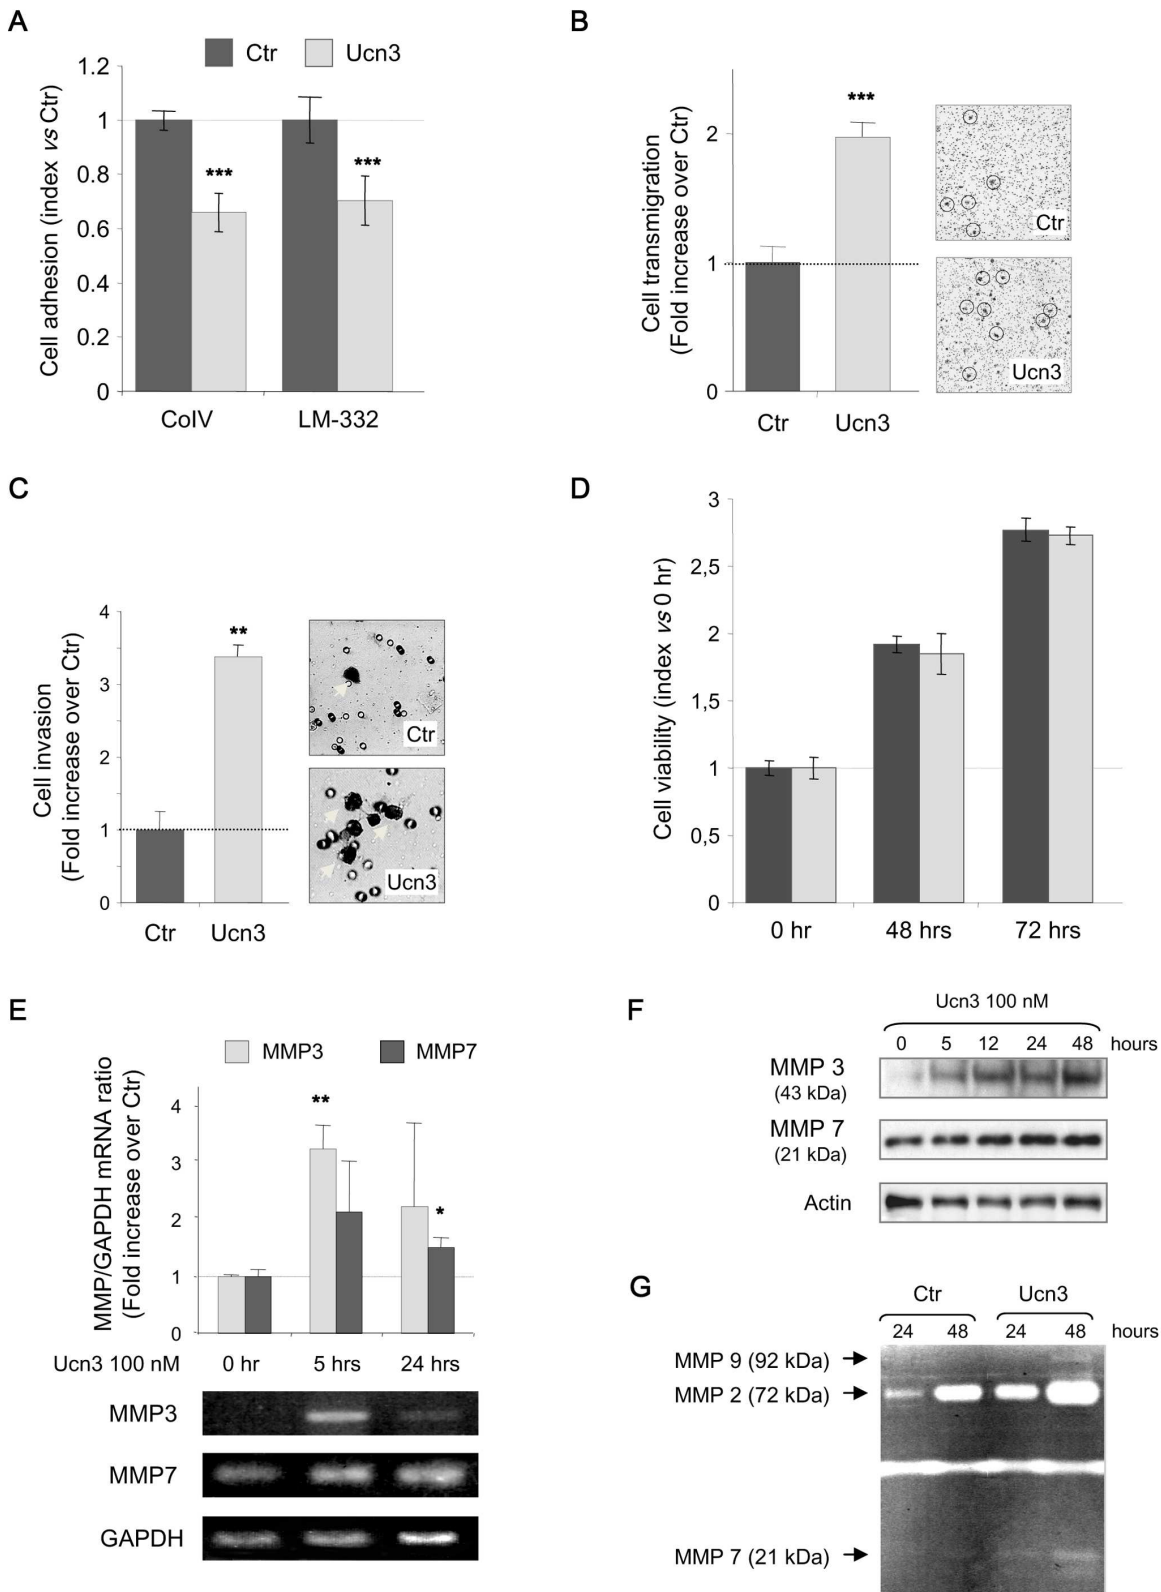 A
Ctr Ucn3
Cell adhesion (index vs Ctr)
1.2
1
0.8
0.6
0.4
0.2
0
***
***
ColV
LM-332
B
Cell transmigration
(Fold increase over Ctr)
2
1
0
***
Ctr
Ucn3
Ctr
Ucn3
C
Cell invasion
(Fold increase over Ctr)
4
3
2
1
0
**
Ctr
Ucn3
Ctr
Ucn3
D
Cell viability (index vs 0 hr)
3
2,5
2
1,5
1
0,5
0
0 hr
48 hrs
72 hrs
E
MMP3 MMP7
MMP/GAPDH mRNA ratio
(Fold increase over Ctr)
4
3
2
1
0
**
*
Ucn3 100 nM 0 hr 5 hrs 24 hrs
MMP3
MMP7
GAPDH
F
Ucn3 100 nM
0 5 12 24 48 hours
MMP 3
(43 kDa)
MMP 7
(21 kDa)
Actin
G
Ctr Ucn3
24 48 24 48 hours
MMP 9 (92 kDa)
MMP 2 (72 kDa)
MMP 7 (21 kDa)